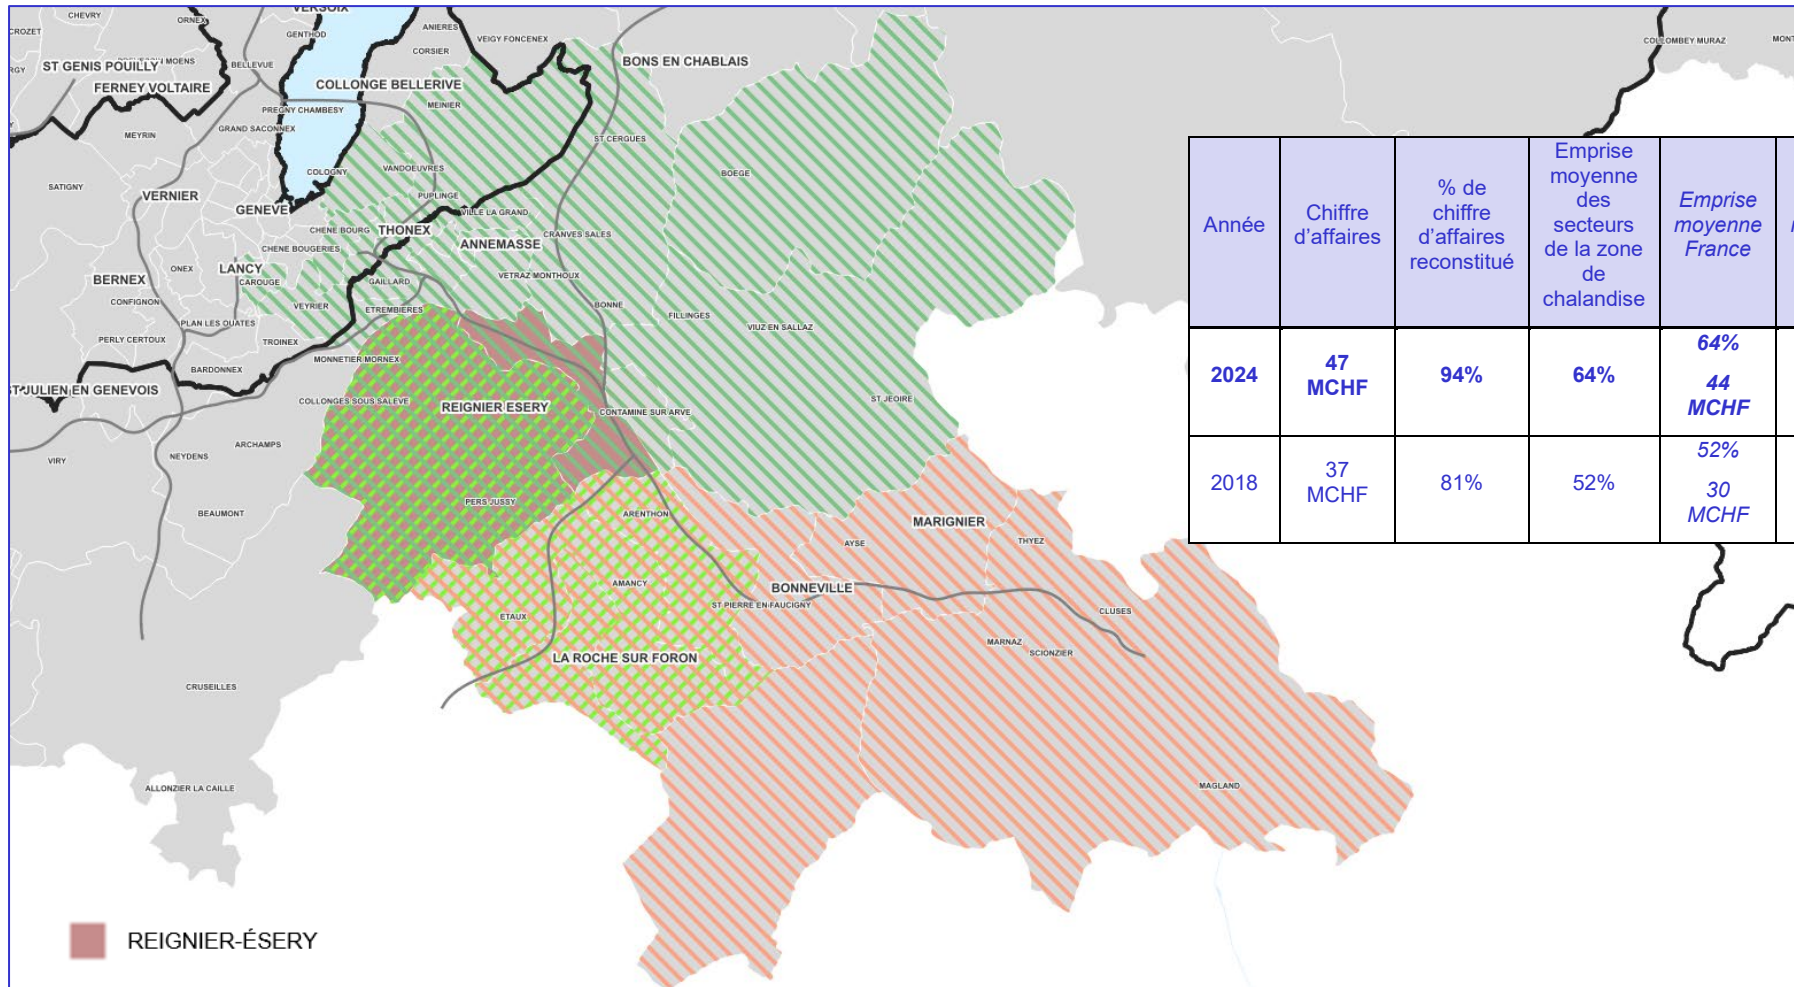 CHEVRY
ORNEX
VERSOIX
CROZET
GENTHOD
ANIERES
VEIGY FONCENEX
CORSIER
COLLOMBEY MURAZ
MONT
ST GENIS POUILLY
MOENS
BELLEVUE
BONS EN CHABLAIS
RGY
FERNEY VOLTAIRE
COLLONGE BELLERIVE
MEINIER
PREGNY CHAMBESY
GRAND SACONNEX
MEYRIN
ST CERGUES
COLOGNY
VANDOEUVRES
BOEGE
SATIGNY
VERNIER
PUPLINGE
GENEVE
VILLE LA GRAND
CHENE BOURG
THONEX
CRANVES SALES
CHENE BOUGERIES
ANNEMASSE
ONEX
LANCY
BERNEX
CAROUGE
GAILLARD
VETRAZ MONTHOUX
CONFIGNON
VEYRIER
ETREMBIERES
BONNE
FILLINGES
PLAN LES OUATES
VIUZ EN SALLAZ
PERLY CERTOUX
TROINEX
MONNETIER MORNEX
BARDONNEX
ST JULIEN EN GENEVOIS
COLLONGES SOUS SALEVE
REIGNIER ESERY
CONTAMINE SUR ARVE
ST JEOIRE
ARCHAMPS
VIRY
NEYDENS
PERS JUSSY
BEAUMONT
ARENTHON
MARIGNIER
AYSE
THYEZ
AMANCY
BONNEVILLE
ST PIERRE EN FAUCIGNY
ETAUX
CLUSES
MARNAZ
SCIONZIER
LA ROCHE SUR FORON
CRUSEILLES
ALLONZIER LA CAILLE
MAGLAND
REIGNIER-ÉSERY
Année
Chiffre
d'affaires
% de
chiffre
d'affaires
reconstitué
Emprise
moyenne
des
secteurs
de la zone
de
chalandise
Emprise
moyenne
France
2024
47
MCHF
94%
64%
64%
44
MCHF
2018
37
MCHF
81%
52%
52%
30
MCHF